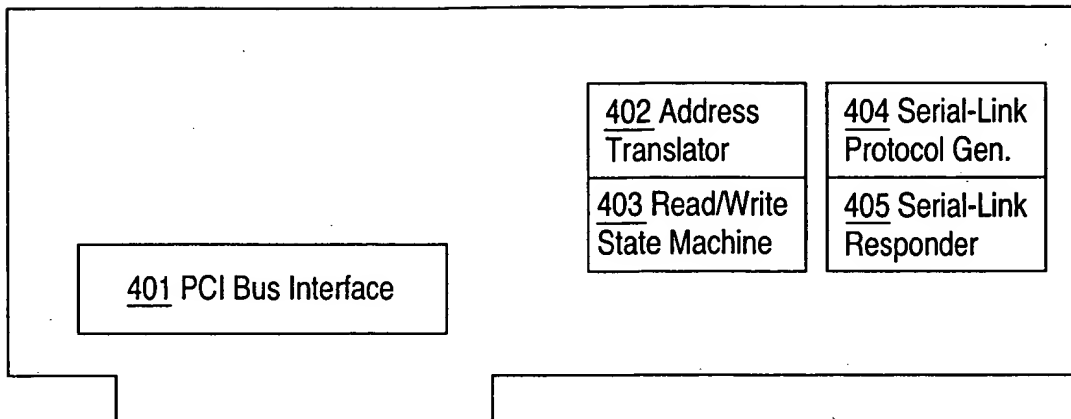 402 Address
Translator
404 Serial-Link
Protocol Gen.
403 Read/Write
State Machine
405 Serial-Link
Responder
401 PCI Bus Interface